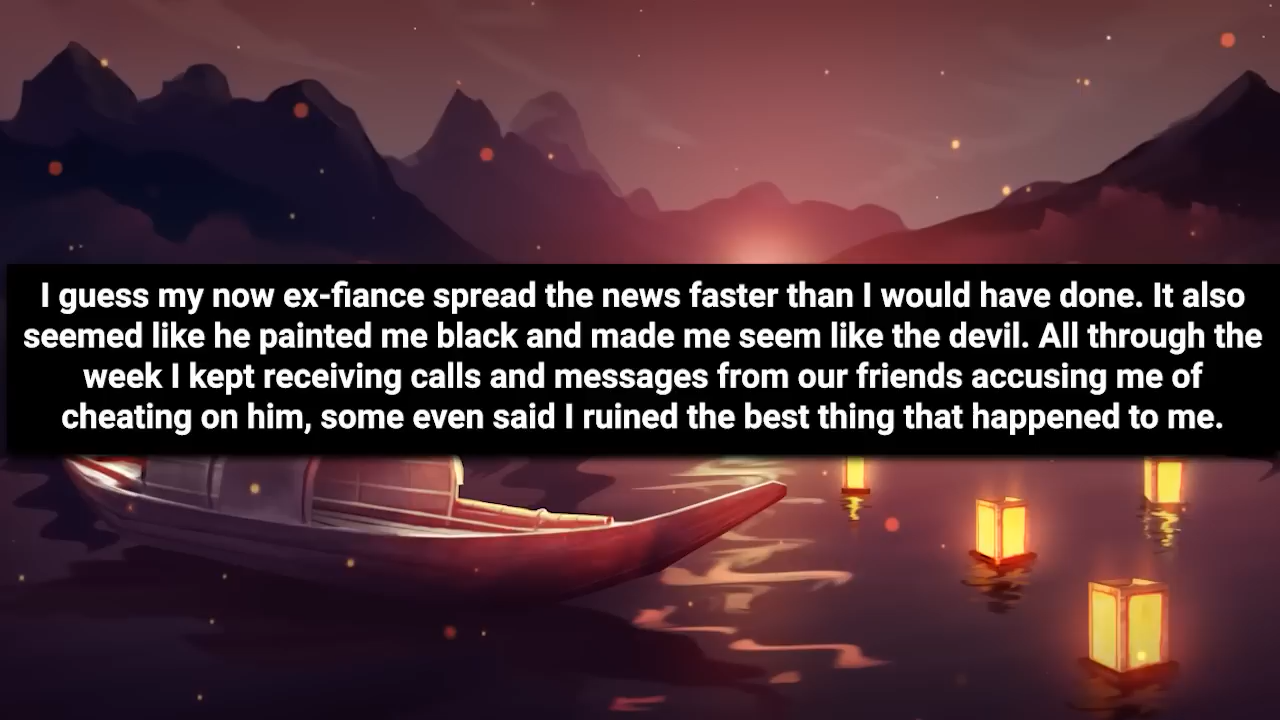 I guess my now ex-fiance spread the news faster than I would have done. It also
seemed like he painted me black and made me seem like the devil. All through the
week I kept receiving calls and messages from our friends accusing me of
cheating on him, some even said I ruined the best thing that happened to me.